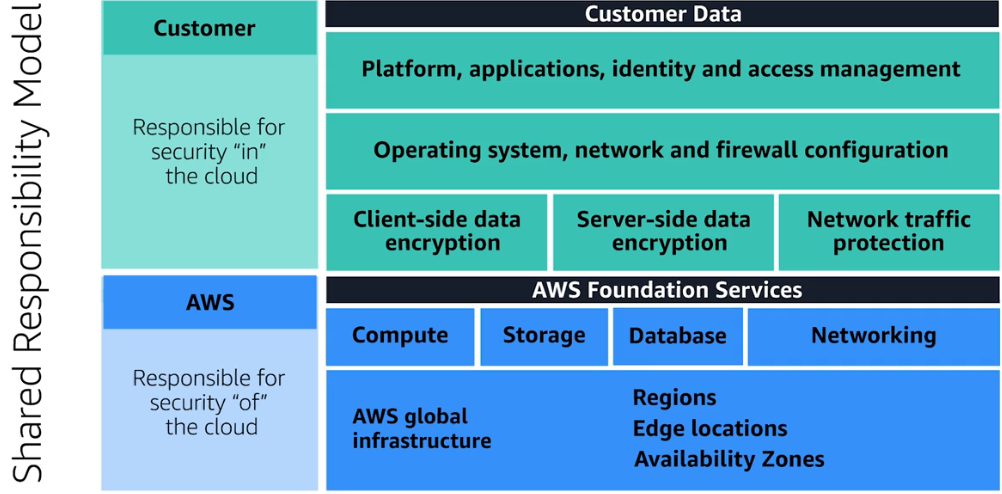 Shared Responsibility Model
Customer
Responsible for
security “in”
the cloud
Customer Data
Platform, applications, identity and access management
Operating system, network and firewall configuration
Client-side data
encryption
Server-side data
encryption
Network traffic
protection
AWS
Responsible for
security “of”
the cloud
AWS Foundation Services
Compute
Storage
Database
Networking
AWS global
infrastructure
Regions
Edge locations
Availability Zones